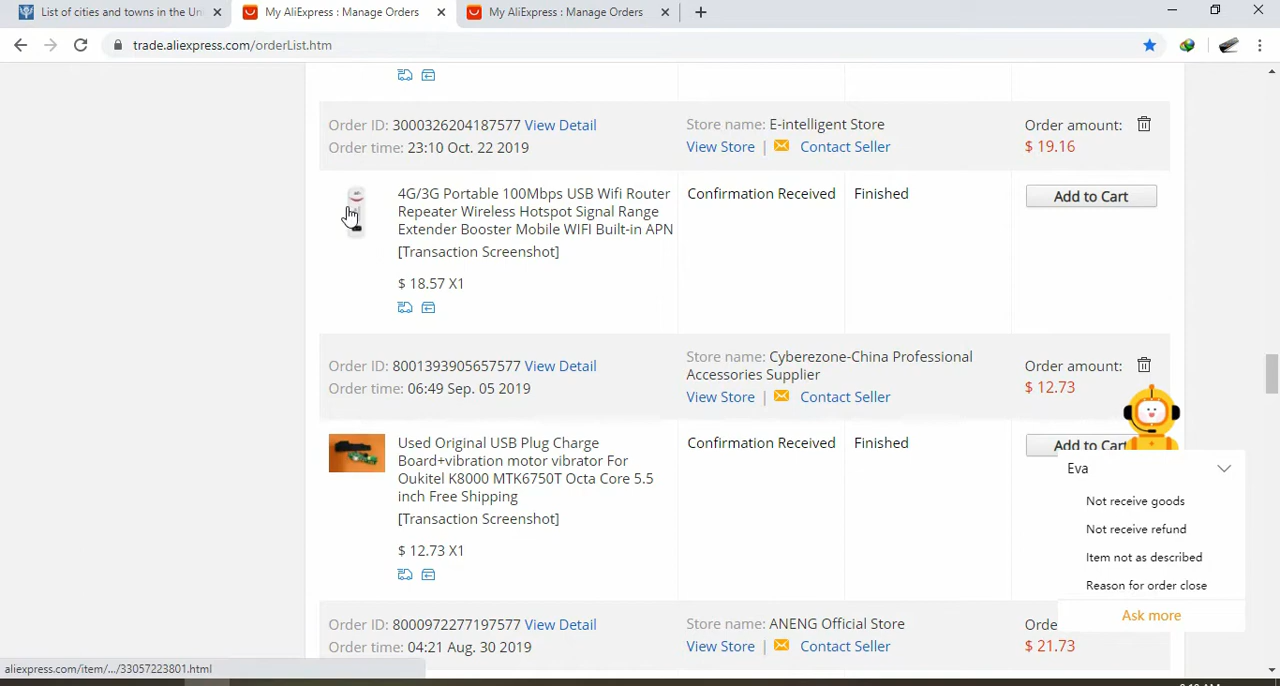 List of cities and towns in the Un
My AliExpress : Manage Orders
My AliExpress : Manage Orders
trade.aliexpress.com/orderList.htm
Order ID: 3000326204187577 View Detail
Order time: 23:10 Oct. 22 2019
Store name: E-intelligent Store
View Store | Contact Seller
Order amount:
$ 19.16
4G/3G Portable 100Mbps USB Wifi Router
Repeater Wireless Hotspot Signal Range
Extender Booster Mobile WIFI Built-in APN
[Transaction Screenshot]
$ 18.57 X1
Confirmation Received
Finished
Add to Cart
Order ID: 8001393905657577 View Detail
Order time: 06:49 Sep. 05 2019
Store name: Cyberezone-China Professional
Accessories Supplier
View Store | Contact Seller
Order amount:
$ 12.73
Used Original USB Plug Charge
Board+vibration motor vibrator For
Oukitel K8000 MTK6750T Octa Core 5.5
inch Free Shipping
[Transaction Screenshot]
$ 12.73 X1
Confirmation Received
Finished
Add to Cart
Eva
Not receive goods
Not receive refund
Item not as described
Reason for order close
Ask more
Order ID: 8000922277197577 View Detail
Order time: 04:21 Aug. 30 2019
Store name: ANENG Official Store
View Store | Contact Seller
Orde
$ 21.73
aliexpress.com/item/.../33057223801.html